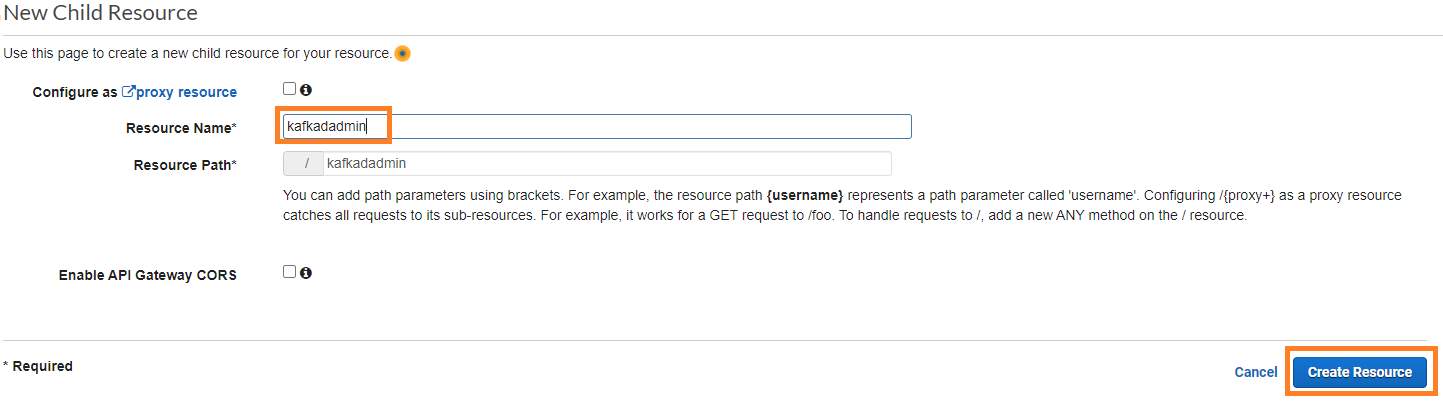 New Child Resource
Use this page to create a new child resource for your resource.
Configure as proxy resource
Resource Name* kafkadadmin
Resource Path* / kafkadadmin
You can add path parameters using brackets. For example, the resource path {username} represents a path parameter called 'username'. Configuring /{proxy+} as a proxy resource
catches all requests to its sub-resources. For example, it works for a GET request to /foo. To handle requests to /, add a new ANY method on the / resource.
Enable API Gateway CORS
* Required
Cancel Create Resource